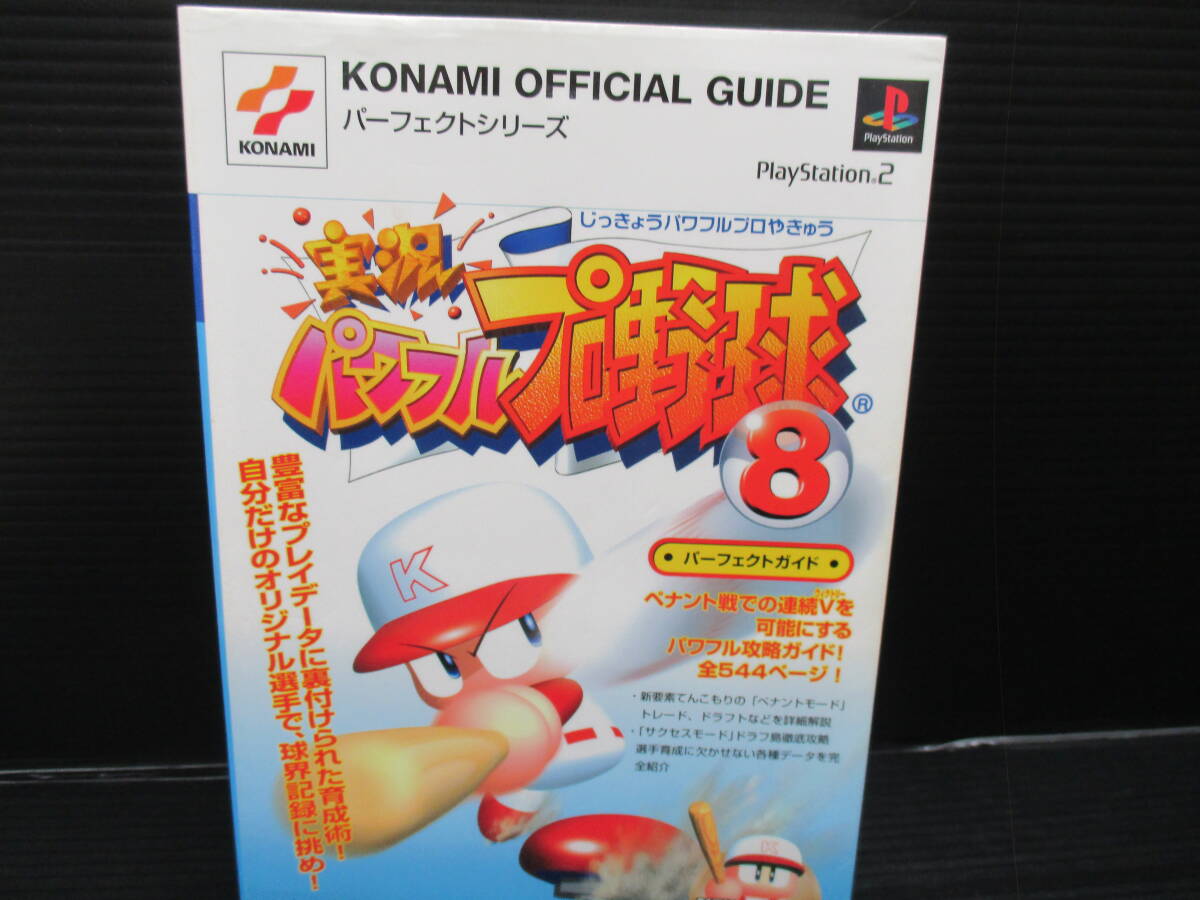 KONAMI
KONAMI OFFICIAL GUIDE
パーフェクトシリーズ
PlayStation
PlayStation®2
じっきょうパワフルプロやきゅう
実況
パワフル
プロ野球®
8
パーフェクトガイド
ペナント戦での連続Vを
可能にする
パワフル攻略ガイド!
全544ページ!
・新要素てんこもりの「ペナントモード」
トレード、ドラフトなどを詳細解説
・「サクセスモード」ドラフ島徹底攻略
選手育成に欠かせない各種データを完
全紹介
豊富なプレイデータに裏付けられた育成術!
自分だけのオリジナル選手で、球界記録に挑め!
K
K